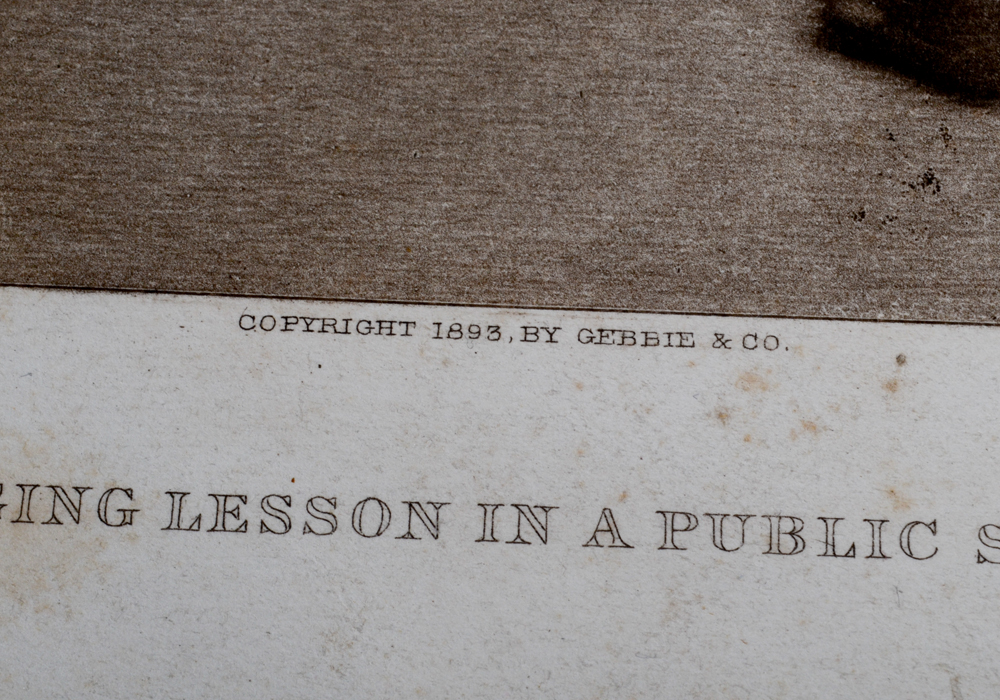 COPYRIGHT 1893, BY GEBBIE & CO.
GING LESSON IN A PUBLIC S